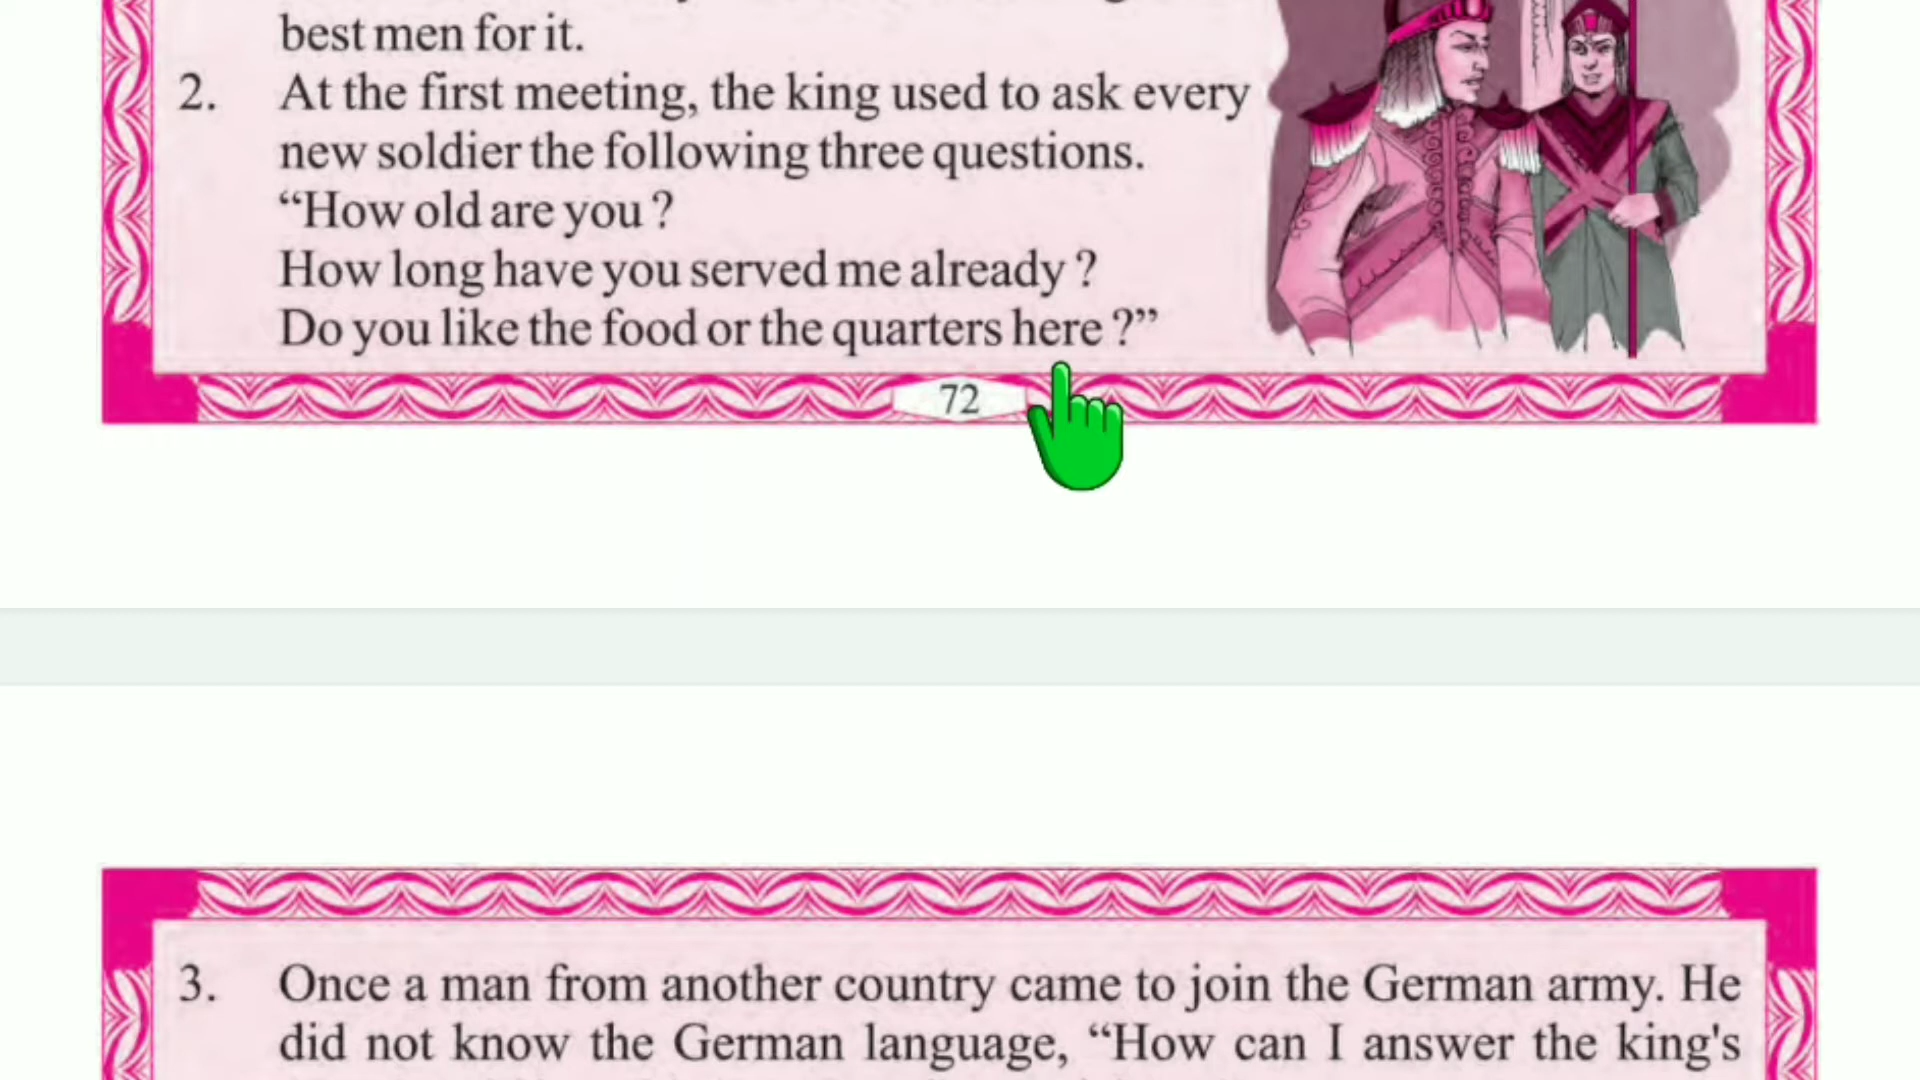 best men for it.
2. At the first meeting, the king used to ask every
new soldier the following three questions.
“How old are you ?
How long have you served me already ?
Do you like the food or the quarters here ?”
72
3. Once a man from another country came to join the German army. He
did not know the German language, “How can I answer the king's